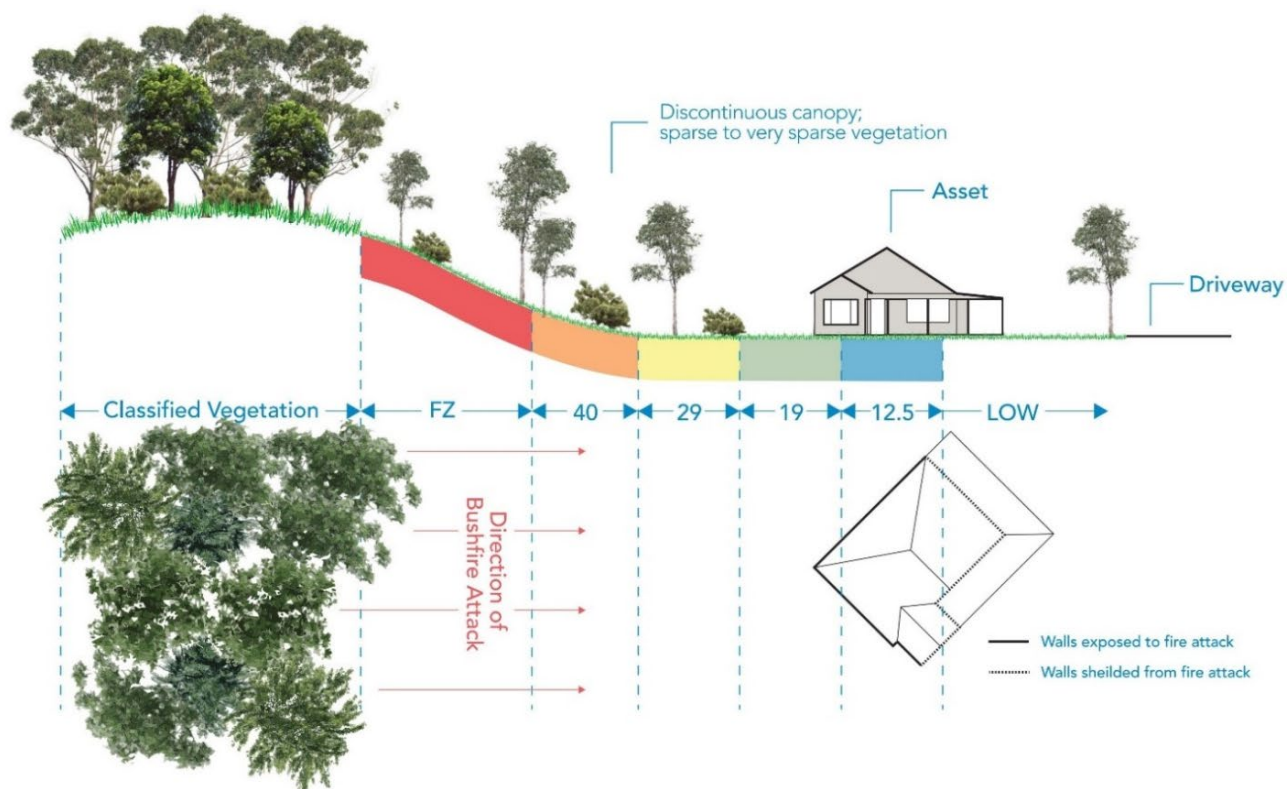 Discontinuous canopy;
sparse to very sparse vegetation
Asset
Driveway
Classified Vegetation
FZ
40
29
19
12.5
LOW
Direction of
Bushfire Attack
Walls exposed to fire attack
Walls sheilded from fire attack